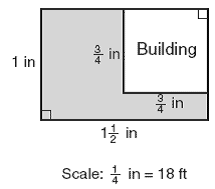 1 in
3/4 in
Building
3/4 in
1 1/2 in
Scale: 1/4 in = 18 ft